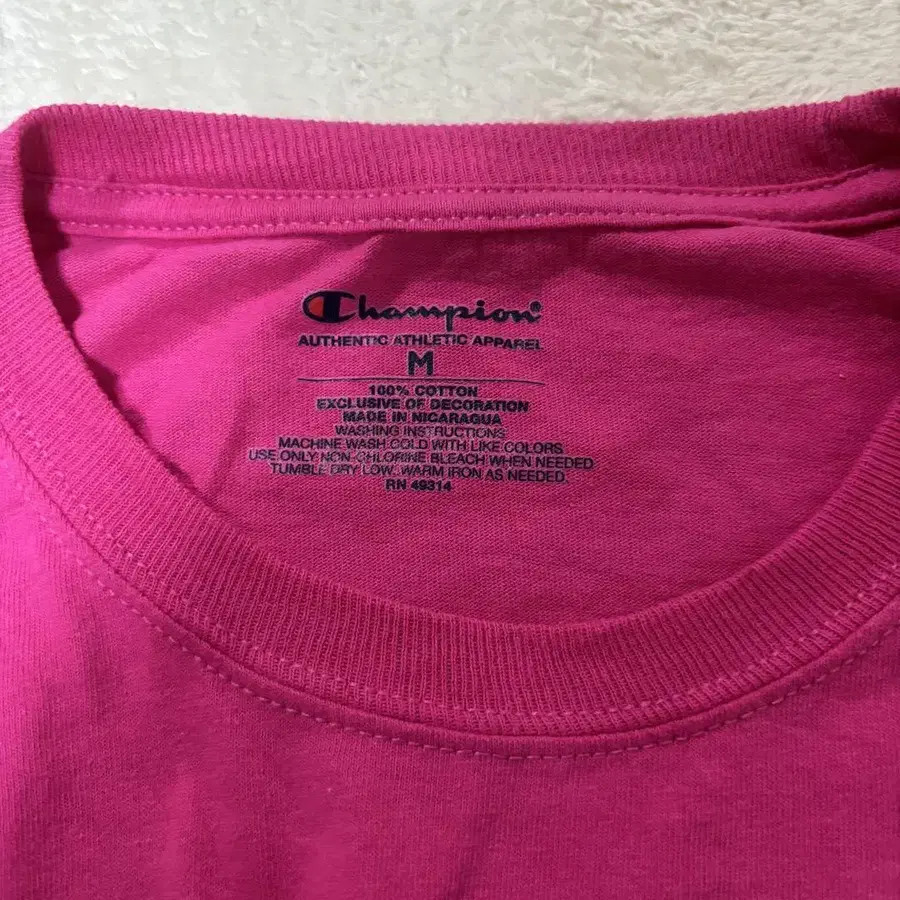 Champion®
AUTHENTIC ATHLETIC APPAREL
M
100% COTTON
EXCLUSIVE OF DECORATION
MADE IN NICARAGUA
WASHING INSTRUCTIONS
MACHINE WASH COLD WITH LIKE COLORS
USE ONLY NON-CHLORINE BLEACH WHEN NEEDED
TUMBLE DRY LOW, WARM IRON AS NEEDED.
RN 49314